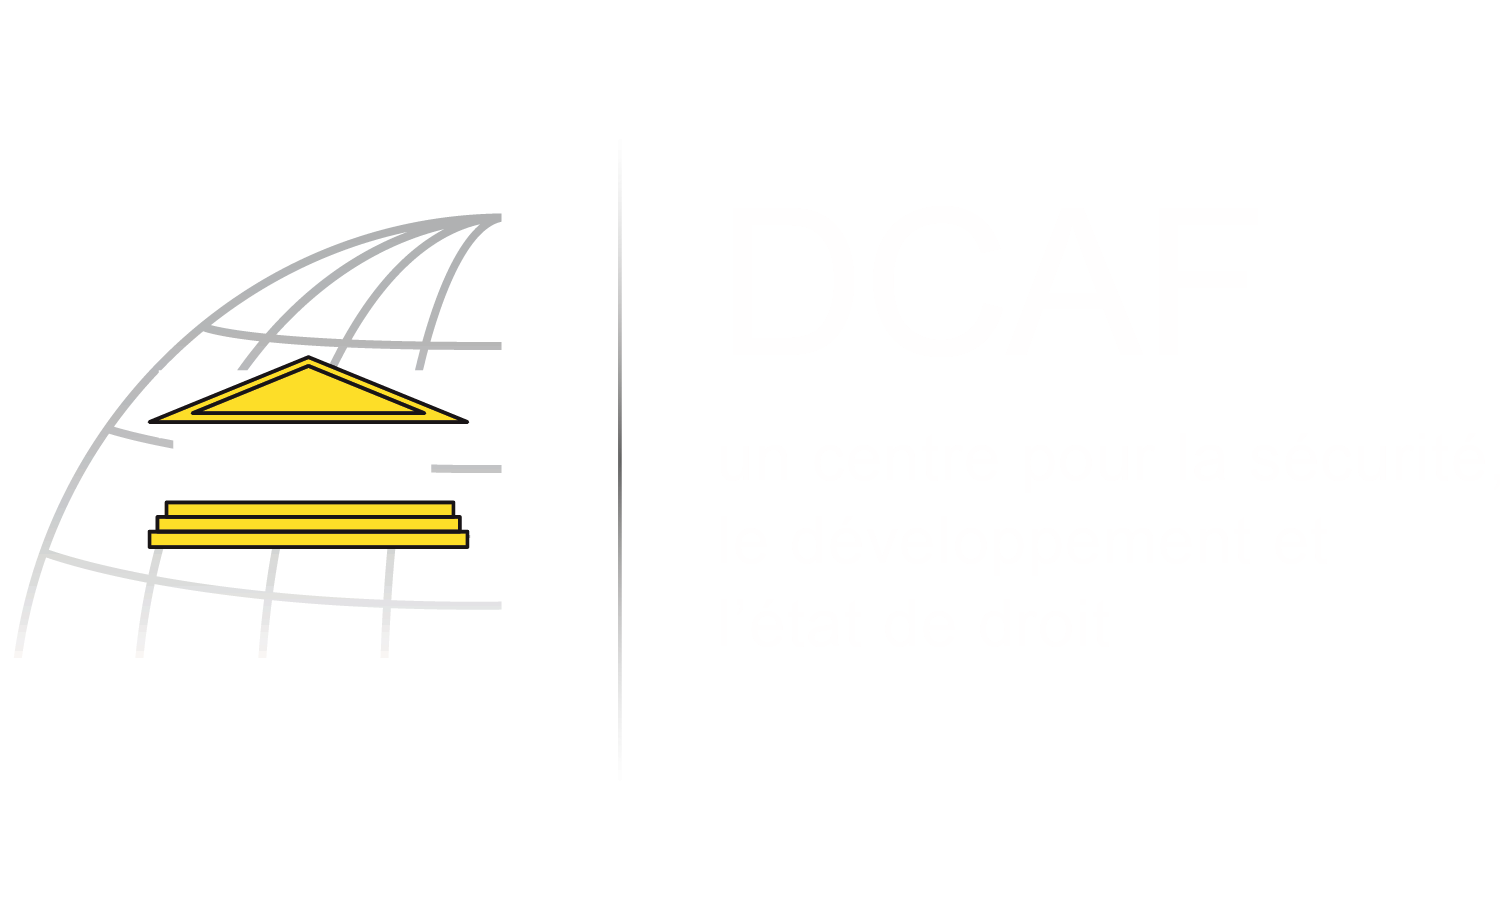 DCAF
un centre pour la sécurité,
le développement et
l'état de droit